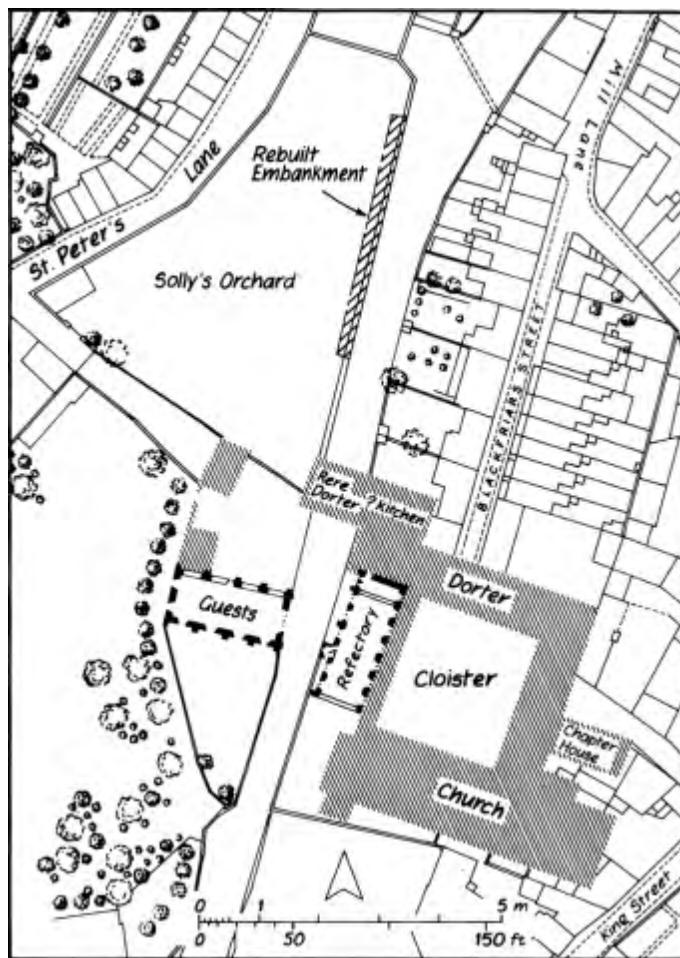 Mill Lane
Rebuilt
Embankment
St. Peter's Lane
Solly's Orchard
BLACKFRIARS STREET
Rere
Dorter
? kitchen
Dorter
Guests
Refectory
Cloister
Chapter
House
Church
King Street
0 1 5 m
0 50 150 ft